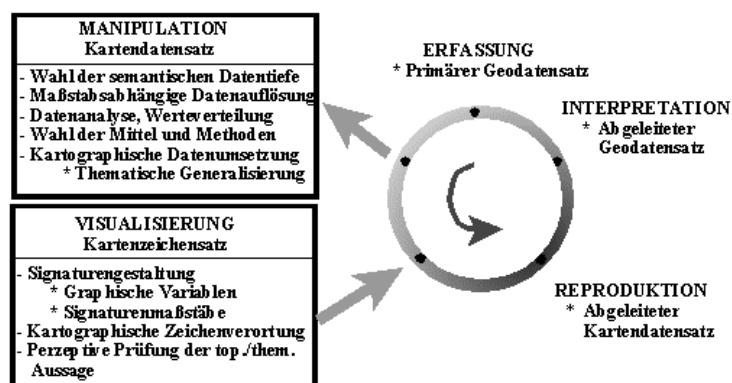 MANIPULATION
Kartendatensatz
- Wahl der semantischen Datentiefe
- Maßstabsabhängige Datenauflösung
- Datenanalyse, Werteverteilung
- Wahl der Mittel und Methoden
- Kartographische Datenumsetzung
* Thematische Generalisierung
VISUALISIERUNG
Kartenzeichensatz
- Signaturengestaltung
* Graphische Variablen
* Signaturenmaßstäbe
- Kartographische Zeichenverortung
- Perzeptive Prüfung der top./them.
Aussage
ERFASSUNG
* Primärer Geodatensatz
INTERPRETATION
* Abgeleiteter
Geodatensatz
REPRODUKTION
* Abgeleiteter
Kartendatensatz